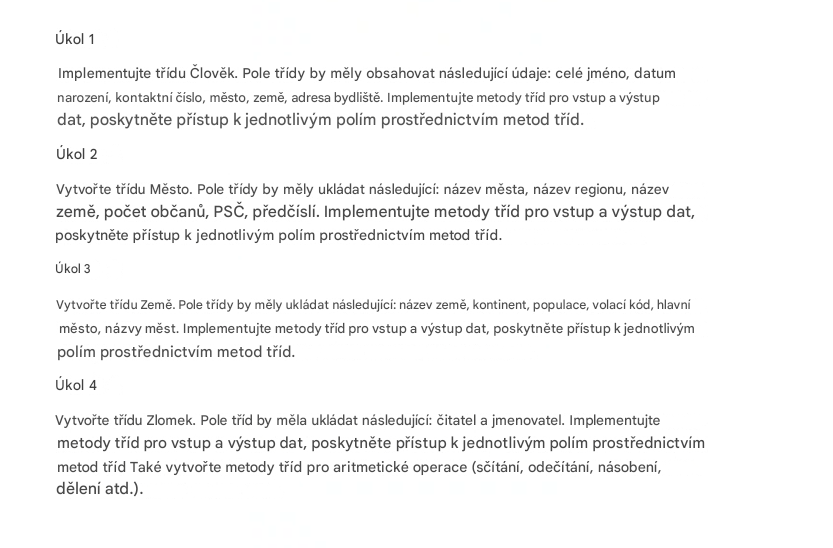 Úkol 1
Implementujte třídu Člověk. Pole třídy by měly obsahovat následující údaje: celé jméno, datum
narození, kontaktní číslo, město, země, adresa bydliště. Implementujte metody tříd pro vstup a výstup
dat, poskytněte přístup k jednotlivým polím prostřednictvím metod tříd.
Úkol 2
Vytvořte třídu Město. Pole třídy by měly ukládat následující: název města, název regionu, název
země, počet občanů, PSČ, předčíslí. Implementujte metody tříd pro vstup a výstup dat,
poskytněte přístup k jednotlivým polím prostřednictvím metod tříd.
Úkol 3
Vytvořte třídu Země. Pole třídy by měly ukládat následující: název země, kontinent, populace, volací kód, hlavní
město, názvy měst. Implementujte metody tříd pro vstup a výstup dat, poskytněte přístup k jednotlivým
polím prostřednictvím metod tříd.
Úkol 4
Vytvořte třídu Zlomek. Pole tříd by měla ukládat následující: čitatel a jmenovatel. Implementujte
metody tříd pro vstup a výstup dat, poskytněte přístup k jednotlivým polím prostřednictvím
metod tříd Také vytvořte metody tříd pro aritmetické operace (sčítání, odečítání, násobení,
dělení atd.).